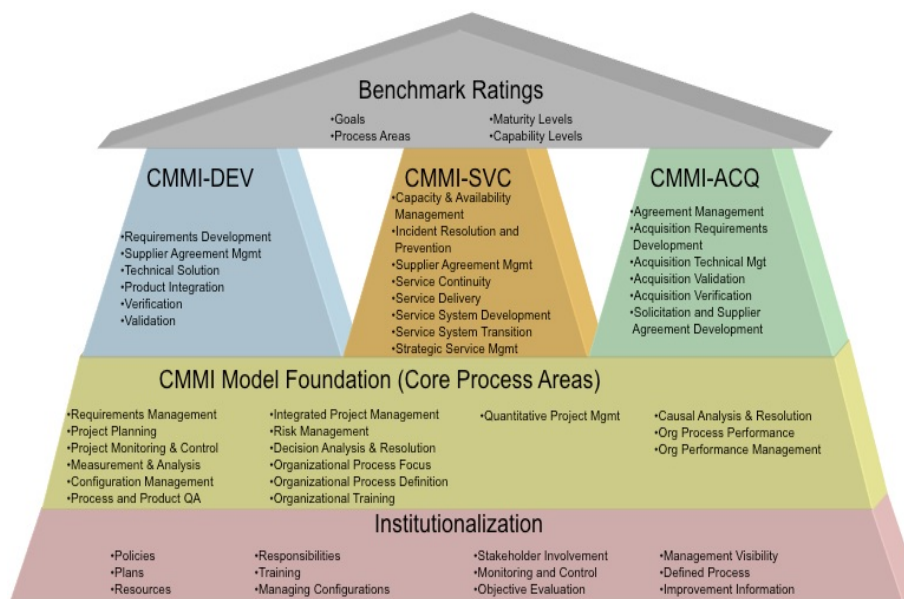 Benchmark Ratings
•Goals
•Process Areas
•Maturity Levels
•Capability Levels
CMMI-DEV
•Requirements Development
•Supplier Agreement Mgmt
•Technical Solution
•Product Integration
•Verification
•Validation
CMMI-SVC
•Capacity & Availability
Management
•Incident Resolution and
Prevention
•Supplier Agreement Mgmt
•Service Continuity
•Service Delivery
•Service System Development
•Service System Transition
•Strategic Service Mgmt
CMMI-ACQ
•Agreement Management
•Acquisition Requirements
Development
•Acquisition Technical Mgt
•Acquisition Validation
•Acquisition Verification
•Solicitation and Supplier
Agreement Development
CMMI Model Foundation (Core Process Areas)
•Requirements Management
•Project Planning
•Project Monitoring & Control
•Measurement & Analysis
•Configuration Management
•Process and Product QA
•Integrated Project Management
•Risk Management
•Decision Analysis & Resolution
•Organizational Process Focus
•Organizational Process Definition
•Organizational Training
•Quantitative Project Mgmt
•Causal Analysis & Resolution
•Org Process Performance
•Org Performance Management
Institutionalization
•Policies
•Plans
•Resources
•Responsibilities
•Training
•Managing Configurations
•Stakeholder Involvement
•Monitoring and Control
•Objective Evaluation
•Management Visibility
•Defined Process
•Improvement Information